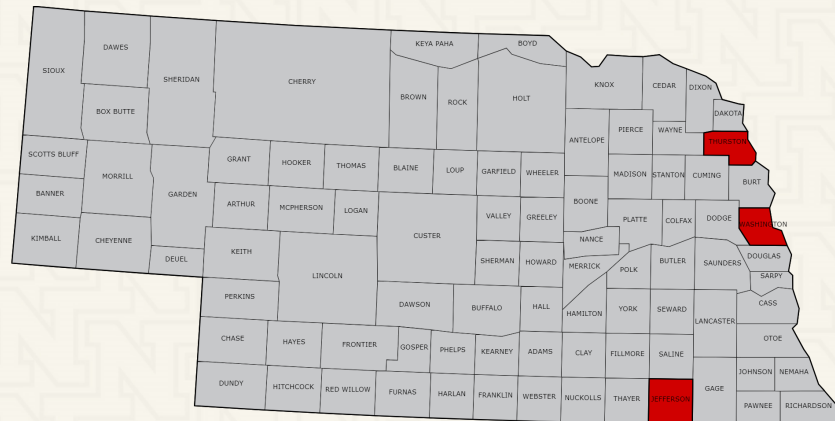 KEYA PAHA
BOYD
DAWES
SIOUX
SHERIDAN
CHERRY
KNOX
CEDAR
DIXON
BOX BUTTE
BROWN
ROCK
HOLT
DAKOTA
ANTELOPE
PIERCE
WAYNE
THURSTON
SCOTTS BLUFF
MORRILL
GRANT
HOOKER
THOMAS
BLAINE
LOUP
GARFIELD
WHEELER
MADISON
STANTON
CUMING
BURT
BANNER
GARDEN
ARTHUR
MCPHERSON
LOGAN
CUSTER
VALLEY
GREELEY
BOONE
PLATTE
COLFAX
DODGE
WASHINGTON
KIMBALL
CHEYENNE
DEUEL
KEITH
LINCOLN
SHERMAN
HOWARD
NANCE
MERRICK
POLK
BUTLER
SAUNDERS
DOUGLAS
SARPY
PERKINS
DAWSON
BUFFALO
HALL
HAMILTON
YORK
SEWARD
LANCASTER
CASS
CHASE
HAYES
FRONTIER
GOSPER
PHELPS
KEARNEY
ADAMS
CLAY
FILLMORE
SALINE
OTOE
DUNDY
HITCHCOCK
RED WILLOW
FURNAS
HARLAN
FRANKLIN
WEBSTER
NUCKOLLS
THAYER
JEFFERSON
GAGE
JOHNSON
NEMAHA
PAWNEE
RICHARDSON